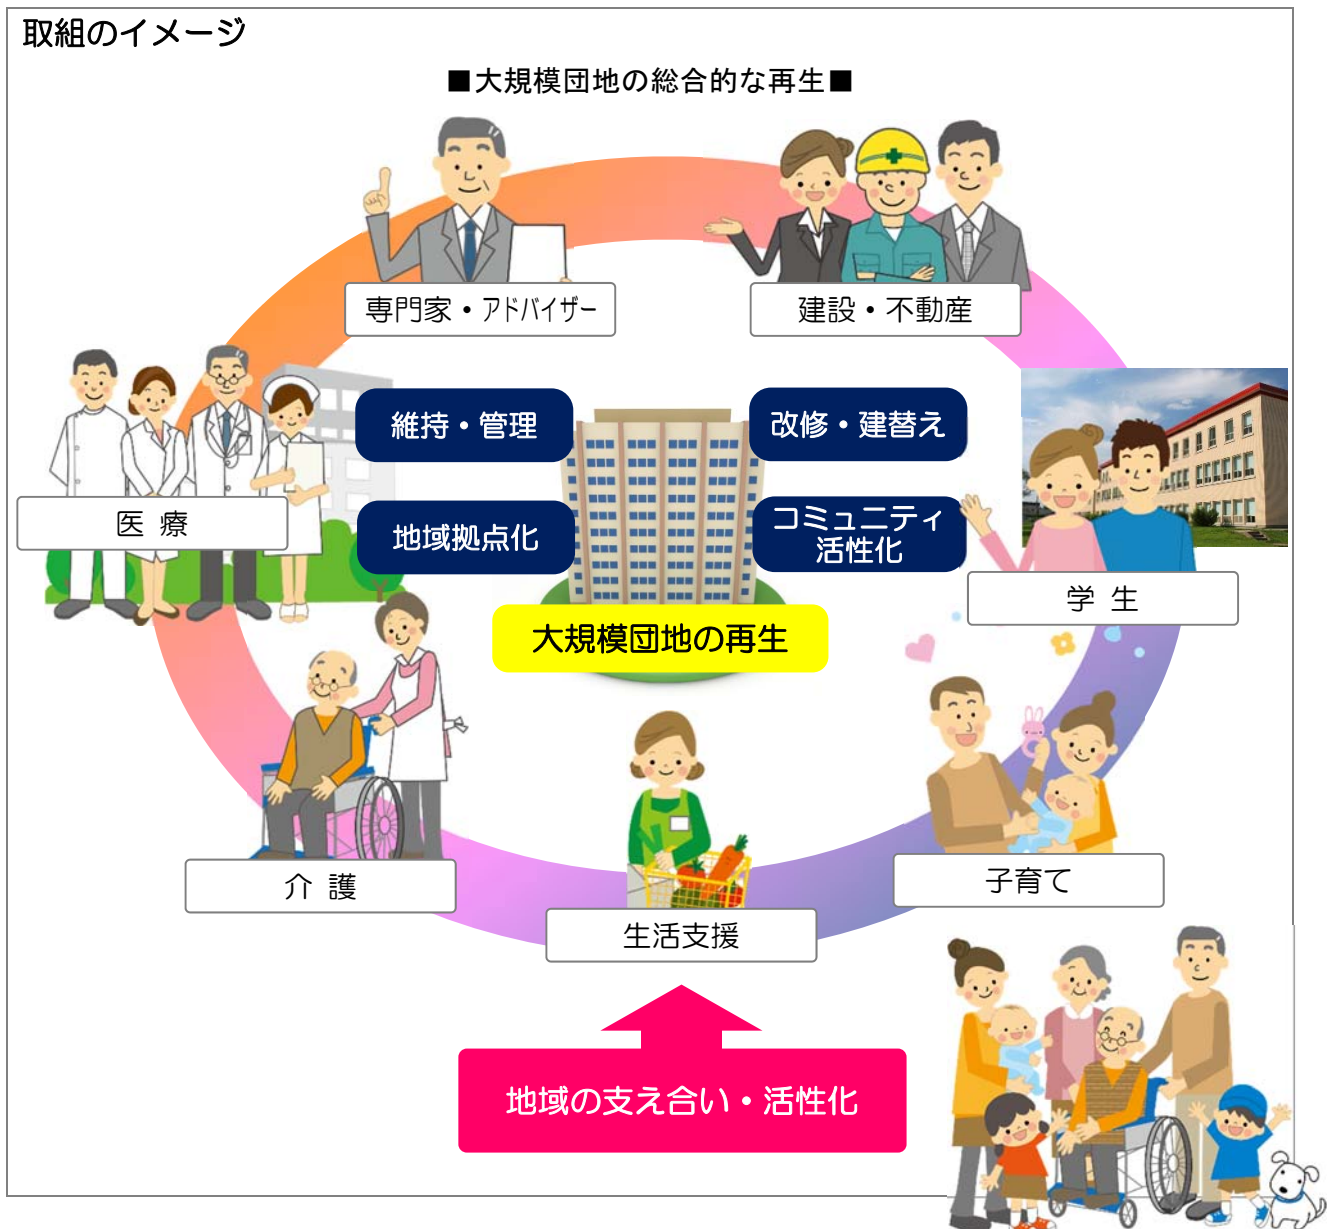 取組のイメージ
■大規模団地の総合的な再生■
専門家・アドバイザー
建設・不動産
維持・管理
改修・建替え
地域拠点化
コミュニティ
活性化
医 療
学 生
大規模団地の再生
介 護
子育て
生活支援
地域の支え合い・活性化